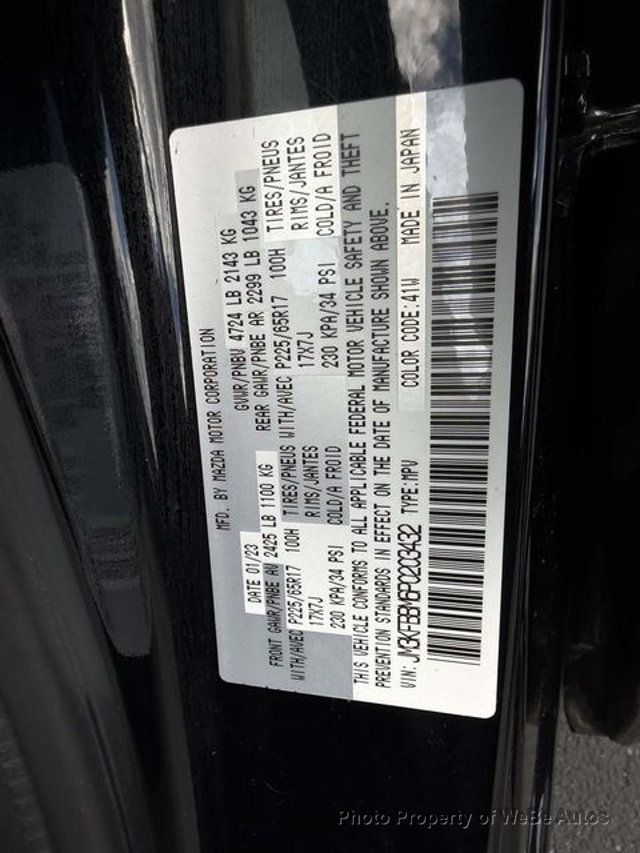 MFD. BY MAZDA MOTOR CORPORATION
DATE 01/23 GVWR/PNBV 4724 LB 2143 KG
FRONT GAWR/PNBE AV 2425 LB 1100 KG REAR GAWR/PNBE AR 2299 LB 1043 KG
WITH/AVEC P225/65R17 100H TIRES/PNEUS WITH/AVEC P225/65R17 100H TIRES/PNEUS
17X7J RIMS/JANTES 17X7J RIMS/JANTES
230 KPA/34 PSI COLD/A FROID 230 KPA/34 PSI COLD/A FROID
THIS VEHICLE CONFORMS TO ALL APPLICABLE FEDERAL MOTOR VEHICLE SAFETY AND THEFT
PREVENTION STANDARDS IN EFFECT ON THE DATE OF MANUFACTURE SHOWN ABOVE.
VIN: JM3KFBBM6P0203432 TYPE:MPV COLOR CODE:41W MADE IN JAPAN
Photo Property of WeBe Autos